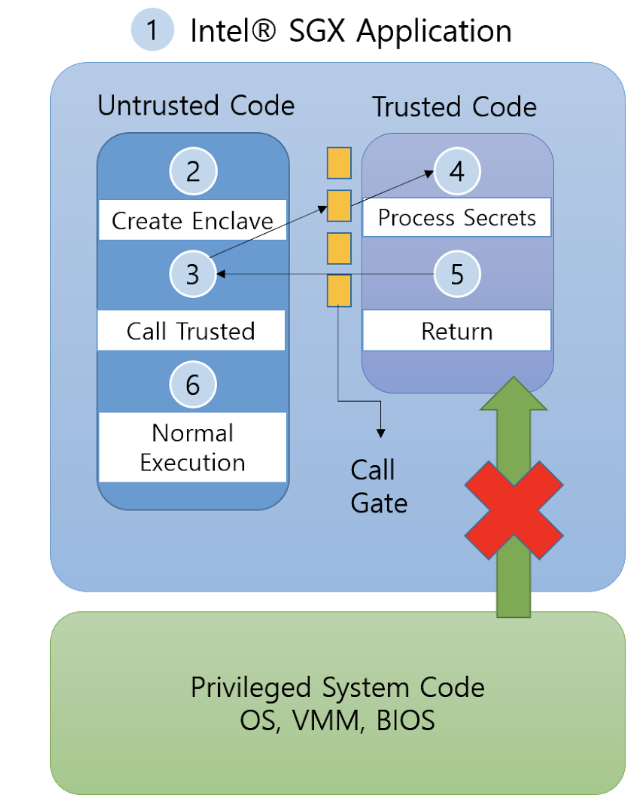 1 Intel® SGX Application
Untrusted Code
Trusted Code
2
Create Enclave
3
Call Trusted
6
Normal
Execution
4
Process Secrets
5
Return
Call
Gate
Privileged System Code
OS, VMM, BIOS